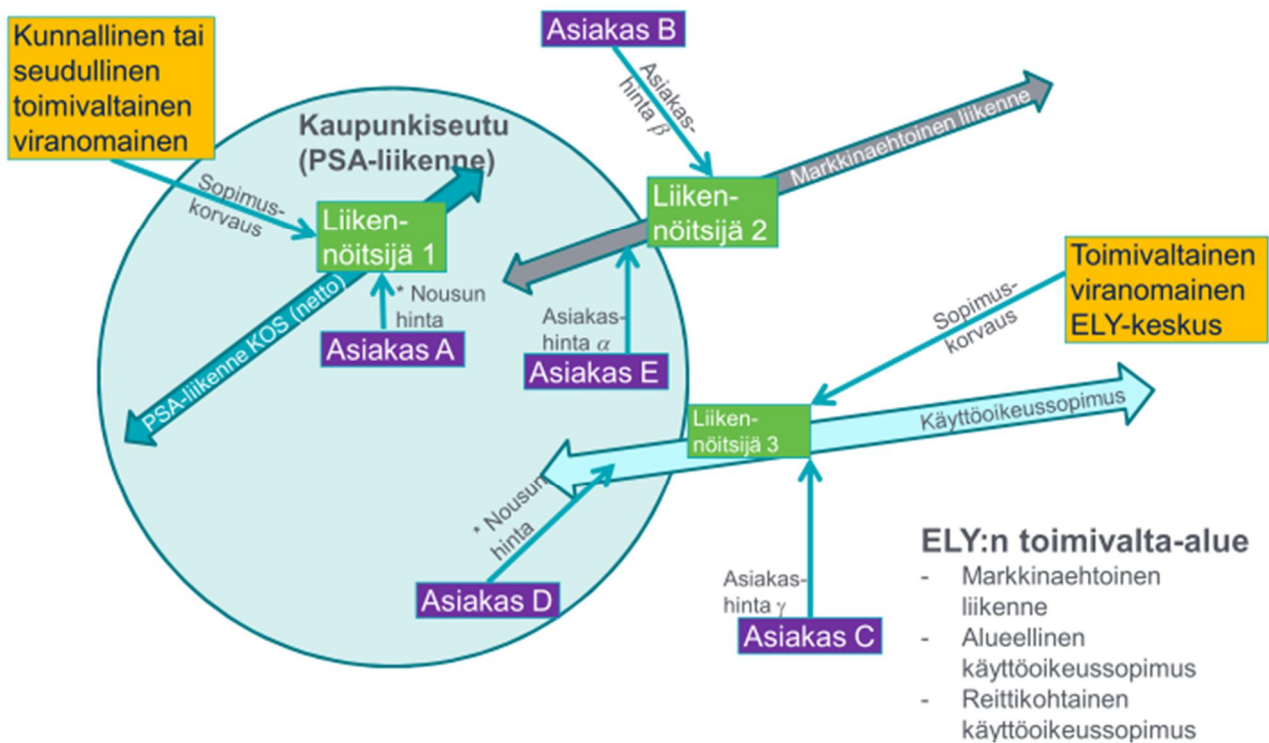 Kunnallinen tai
seudullinen
toimivaltainen
viranomainen
Asiakas B
Asiakas-
hinta β
Markkinaehtoinen liikenne
Kaupunkiseutu
(PSA-liikenne)
Sopimus-
korvaus
Liiken-
nöitsijä 1
Liiken-
nöitsijä 2
* Nousun
hinta
Asiakas A
PSA-liikenne KOS (netto)
Asiakas-
hinta α
Asiakas E
Toimivaltainen
viranomainen
ELY-keskus
Sopimus-
korvaus
Liiken-
nöitsijä 3
Käyttöoikeussopimus
* Nousun
hinta
Asiakas D
Asiakas-
hinta γ
Asiakas C
ELY:n toimivalta-alue
- Markkinaehtoinen
liikenne
- Alueellinen
käyttöoikeussopimus
- Reittikohtainen
käyttöoikeussopimus